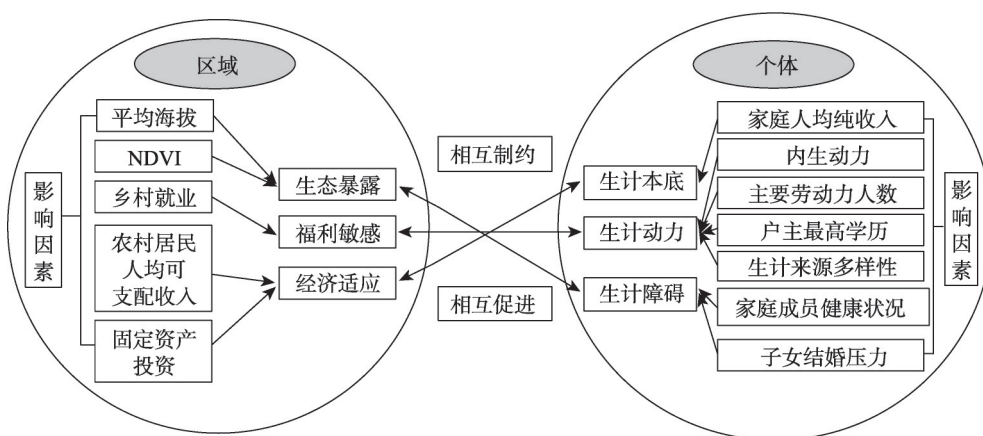 区域
影响因素
平均海拔
NDVI
乡村就业
农村居民
人均可
支配收入
固定资产
投资
生态暴露
福利敏感
经济适应
相互制约
相互促进
个体
生计本底
生计动力
生计障碍
家庭人均纯收入
内生动力
主要劳动力人数
户主最高学历
生计来源多样性
家庭成员健康状况
子女结婚压力
影响因素